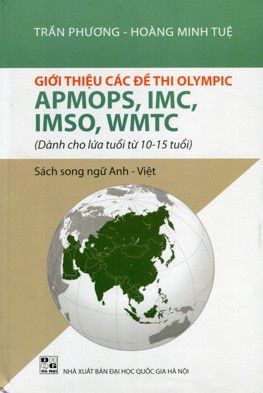 TRẦN PHƯƠNG - HOÀNG MINH TUỆ
GIỚI THIỆU CÁC ĐỀ THI OLYMPIC
APMOPS, IMC,
IMSO, WMTC
(Dành cho lứa tuổi từ 10-15 tuổi)
Sách song ngữ Anh - Việt
NHÀ XUẤT BẢN ĐẠI HỌC QUỐC GIA HÀ NỘI